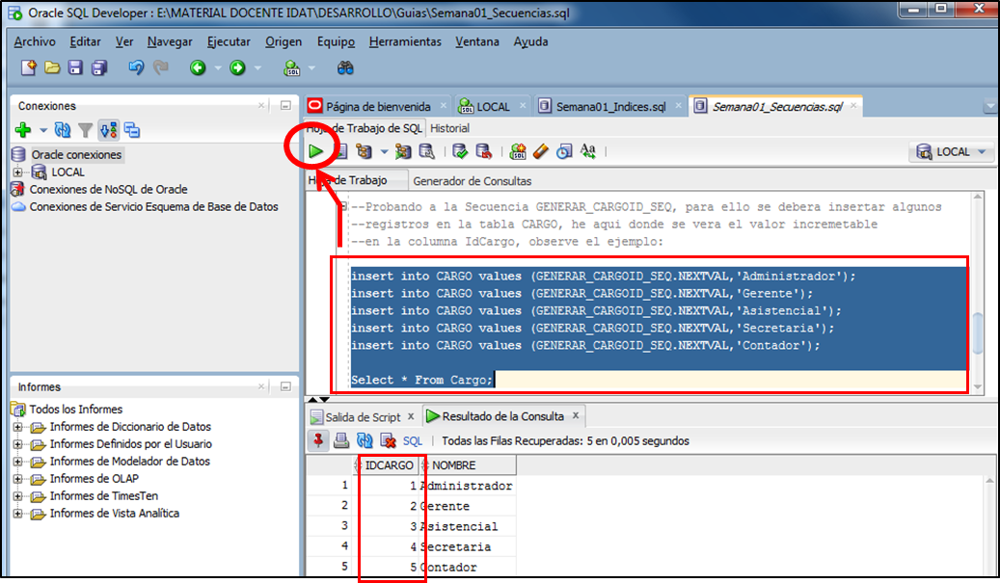 Oracle SQL Developer : E:\MATERIAL DOCENTE IDAT\DESARROLLO\Guias\Semana01_Secuencias.sql
Archivo Editar Ver Navegar Ejecutar Origen Equipo Herramientas Ventana Ayuda
Conexiones
Oracle conexiones
LOCAL
Conexiones de NoSQL de Oracle
Conexiones de Servicio Esquema de Base de Datos
Informes
Todos los Informes
Informes de Diccionario de Datos
Informes Definidos por el Usuario
Informes de Modelador de Datos
Informes de OLAP
Informes de TimesTen
Informes de Vista Analítica
Página de bienvenida LOCAL Semana01_Indices.sql Semana01_Secuencias.sql
Hoja de Trabajo de SQL Historial
LOCAL
Hoja de Trabajo Generador de Consultas
--Probando a la Secuencia GENERAR_CARGOID_SEQ, para ello se debera insertar algunos
--registros en la tabla CARGO, he aqui donde se vera el valor incremetable
--en la columna IdCargo, observe el ejemplo:
insert into CARGO values (GENERAR_CARGOID_SEQ.NEXTVAL,'Administrador');
insert into CARGO values (GENERAR_CARGOID_SEQ.NEXTVAL,'Gerente');
insert into CARGO values (GENERAR_CARGOID_SEQ.NEXTVAL,'Asistencial');
insert into CARGO values (GENERAR_CARGOID_SEQ.NEXTVAL,'Secretaria');
insert into CARGO values (GENERAR_CARGOID_SEQ.NEXTVAL,'Contador');
Select * From Cargo;
Salida de Script x Resultado de la Consulta x
SQL | Todas las Filas Recuperadas: 5 en 0,005 segundos
IDCARGO NOMBRE
1 1 Administrador
2 2 Gerente
3 3 Asistencial
4 4 Secretaria
5 5 Contador